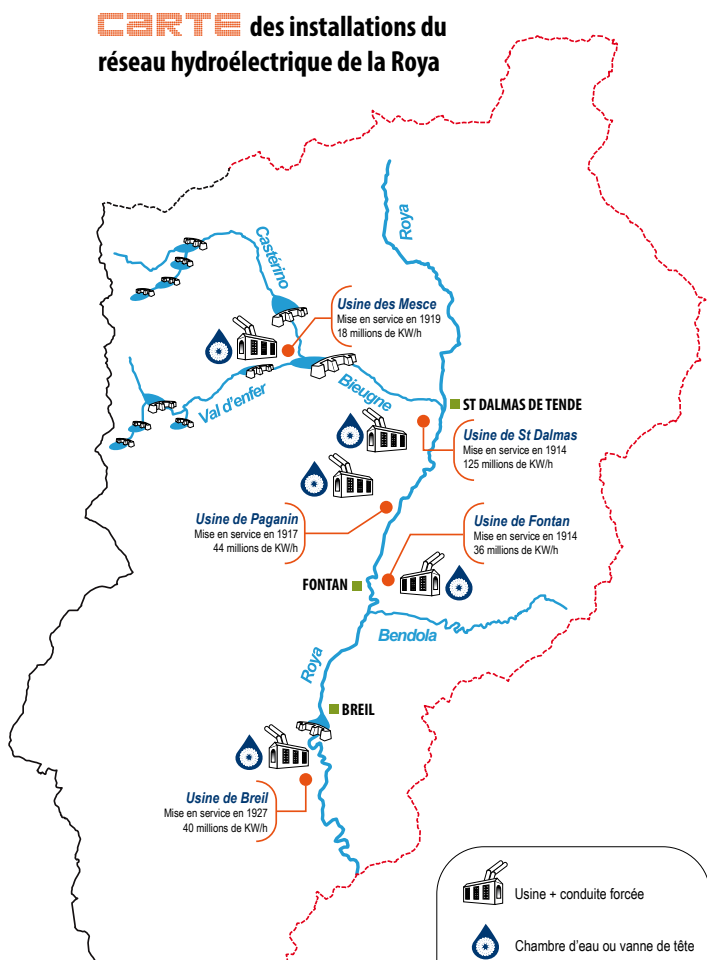 CARTE des installations du
réseau hydroélectrique de la Roya
Roya
Castérino
Usine des Mesce
Mise en service en 1919
18 millions de KW/h
Val d'enfer
Bieugne
ST DALMAS DE TENDE
Usine de St Dalmas
Mise en service en 1914
125 millions de KW/h
Usine de Paganin
Mise en service en 1917
44 millions de KW/h
Usine de Fontan
Mise en service en 1914
36 millions de KW/h
FONTAN
Bendola
Roya
BREIL
Usine de Breil
Mise en service en 1927
40 millions de KW/h
Usine + conduite forcée
Chambre d'eau ou vanne de tête